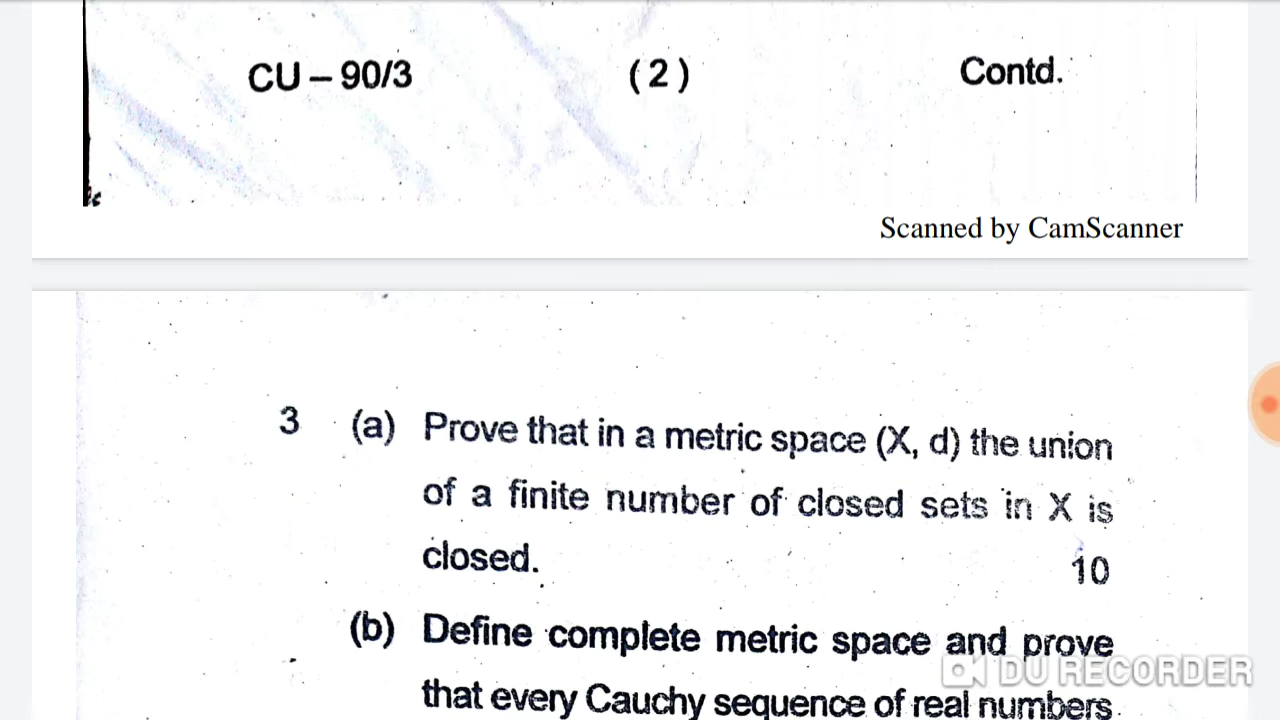 CU – 90/3 (2) Contd.
Scanned by CamScanner
3 (a) Prove that in a metric space (X, d) the union
of a finite number of closed sets in X is
closed. 10
(b) Define complete metric space and prove
DU RECORDER
that every Cauchy sequence of real numbers